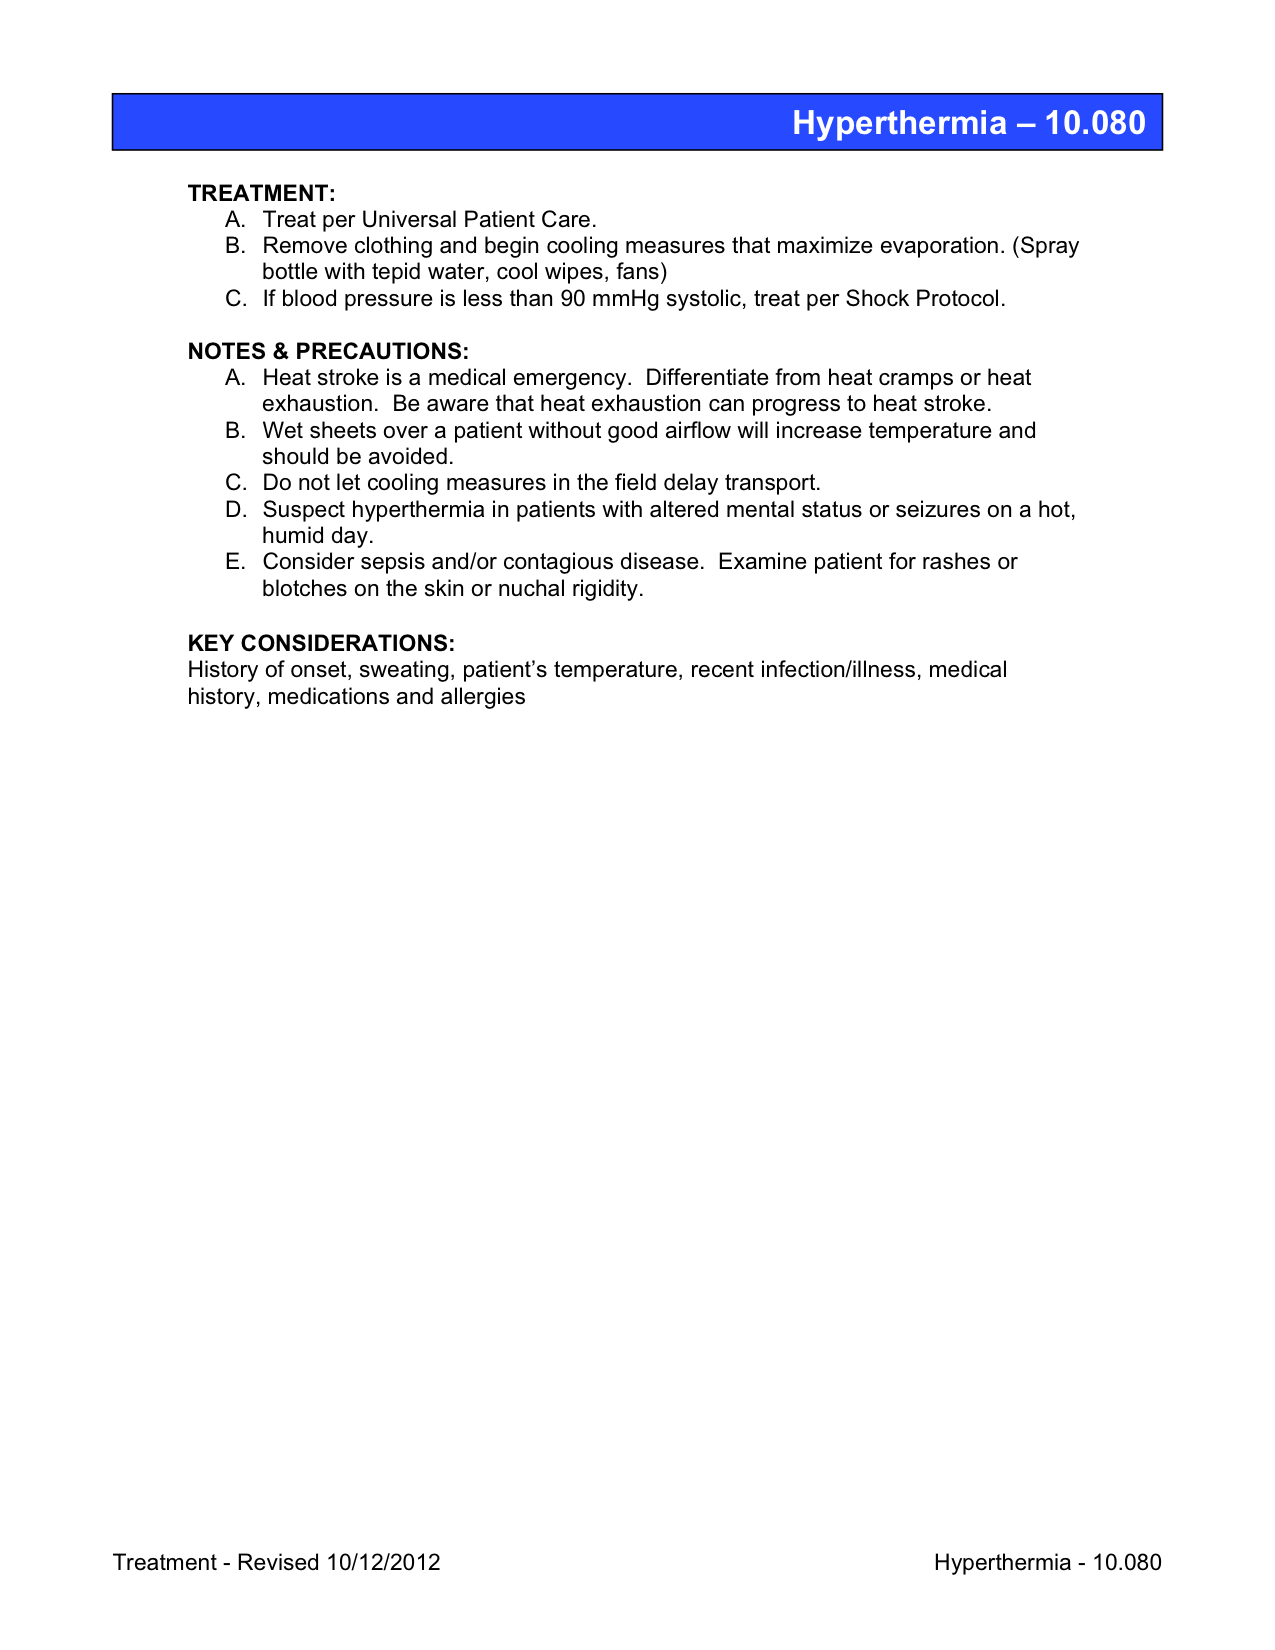 Hyperthermia – 10.080
TREATMENT:
A. Treat per Universal Patient Care.
B. Remove clothing and begin cooling measures that maximize evaporation. (Spray
bottle with tepid water, cool wipes, fans)
C. If blood pressure is less than 90 mmHg systolic, treat per Shock Protocol.
NOTES & PRECAUTIONS:
A. Heat stroke is a medical emergency.  Differentiate from heat cramps or heat
exhaustion.  Be aware that heat exhaustion can progress to heat stroke.
B. Wet sheets over a patient without good airflow will increase temperature and
should be avoided.
C. Do not let cooling measures in the field delay transport.
D. Suspect hyperthermia in patients with altered mental status or seizures on a hot,
humid day.
E. Consider sepsis and/or contagious disease.  Examine patient for rashes or
blotches on the skin or nuchal rigidity.
KEY CONSIDERATIONS:
History of onset, sweating, patient’s temperature, recent infection/illness, medical
history, medications and allergies
Treatment - Revised 10/12/2012
Hyperthermia - 10.080